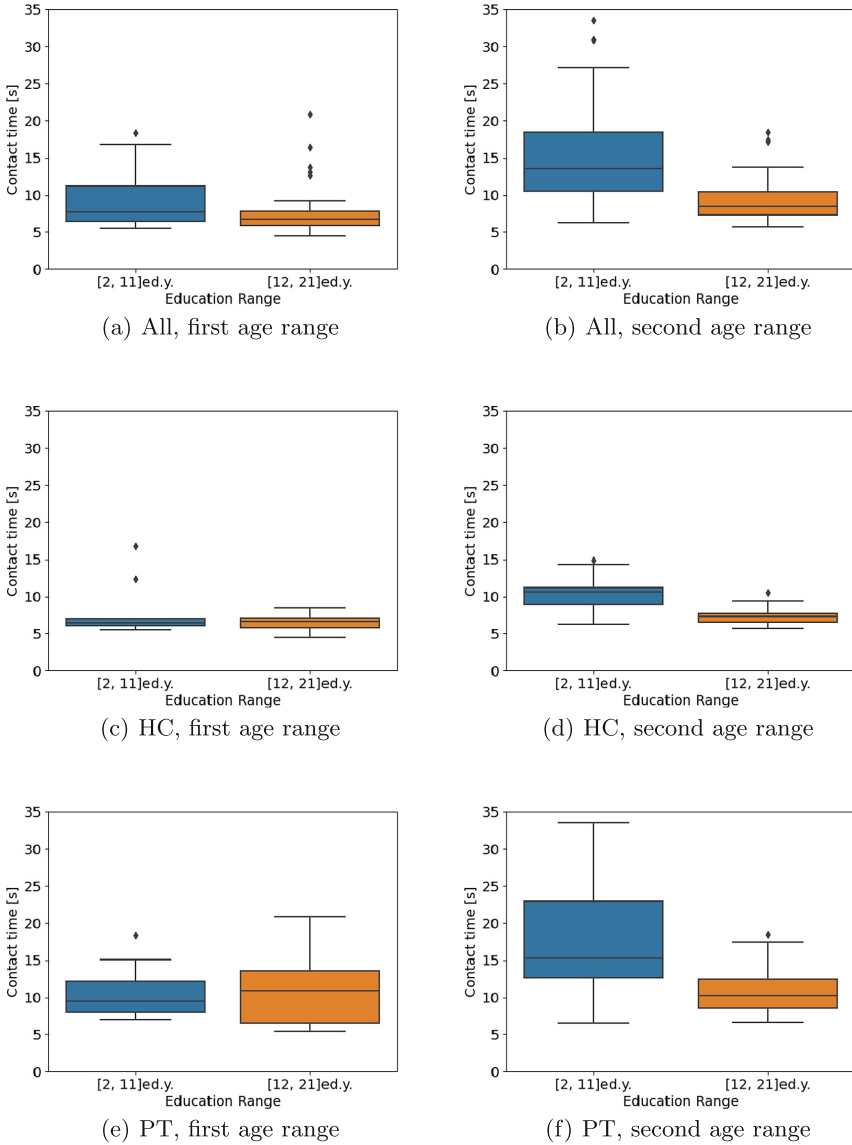 35
30
25
20
15
10
5
0
Contact time [s]
[2, 11]ed.y. [12, 21]ed.y.
Education Range
(a) All, first age range
35
30
25
20
15
10
5
0
Contact time [s]
[2, 11]ed.y. [12, 21]ed.y.
Education Range
(b) All, second age range
35
30
25
20
15
10
5
0
Contact time [s]
[2, 11]ed.y. [12, 21]ed.y.
Education Range
(c) HC, first age range
35
30
25
20
15
10
5
0
Contact time [s]
[2, 11]ed.y. [12, 21]ed.y.
Education Range
(d) HC, second age range
35
30
25
20
15
10
5
0
Contact time [s]
[2, 11]ed.y. [12, 21]ed.y.
Education Range
(e) PT, first age range
35
30
25
20
15
10
5
0
Contact time [s]
[2, 11]ed.y. [12, 21]ed.y.
Education Range
(f) PT, second age range